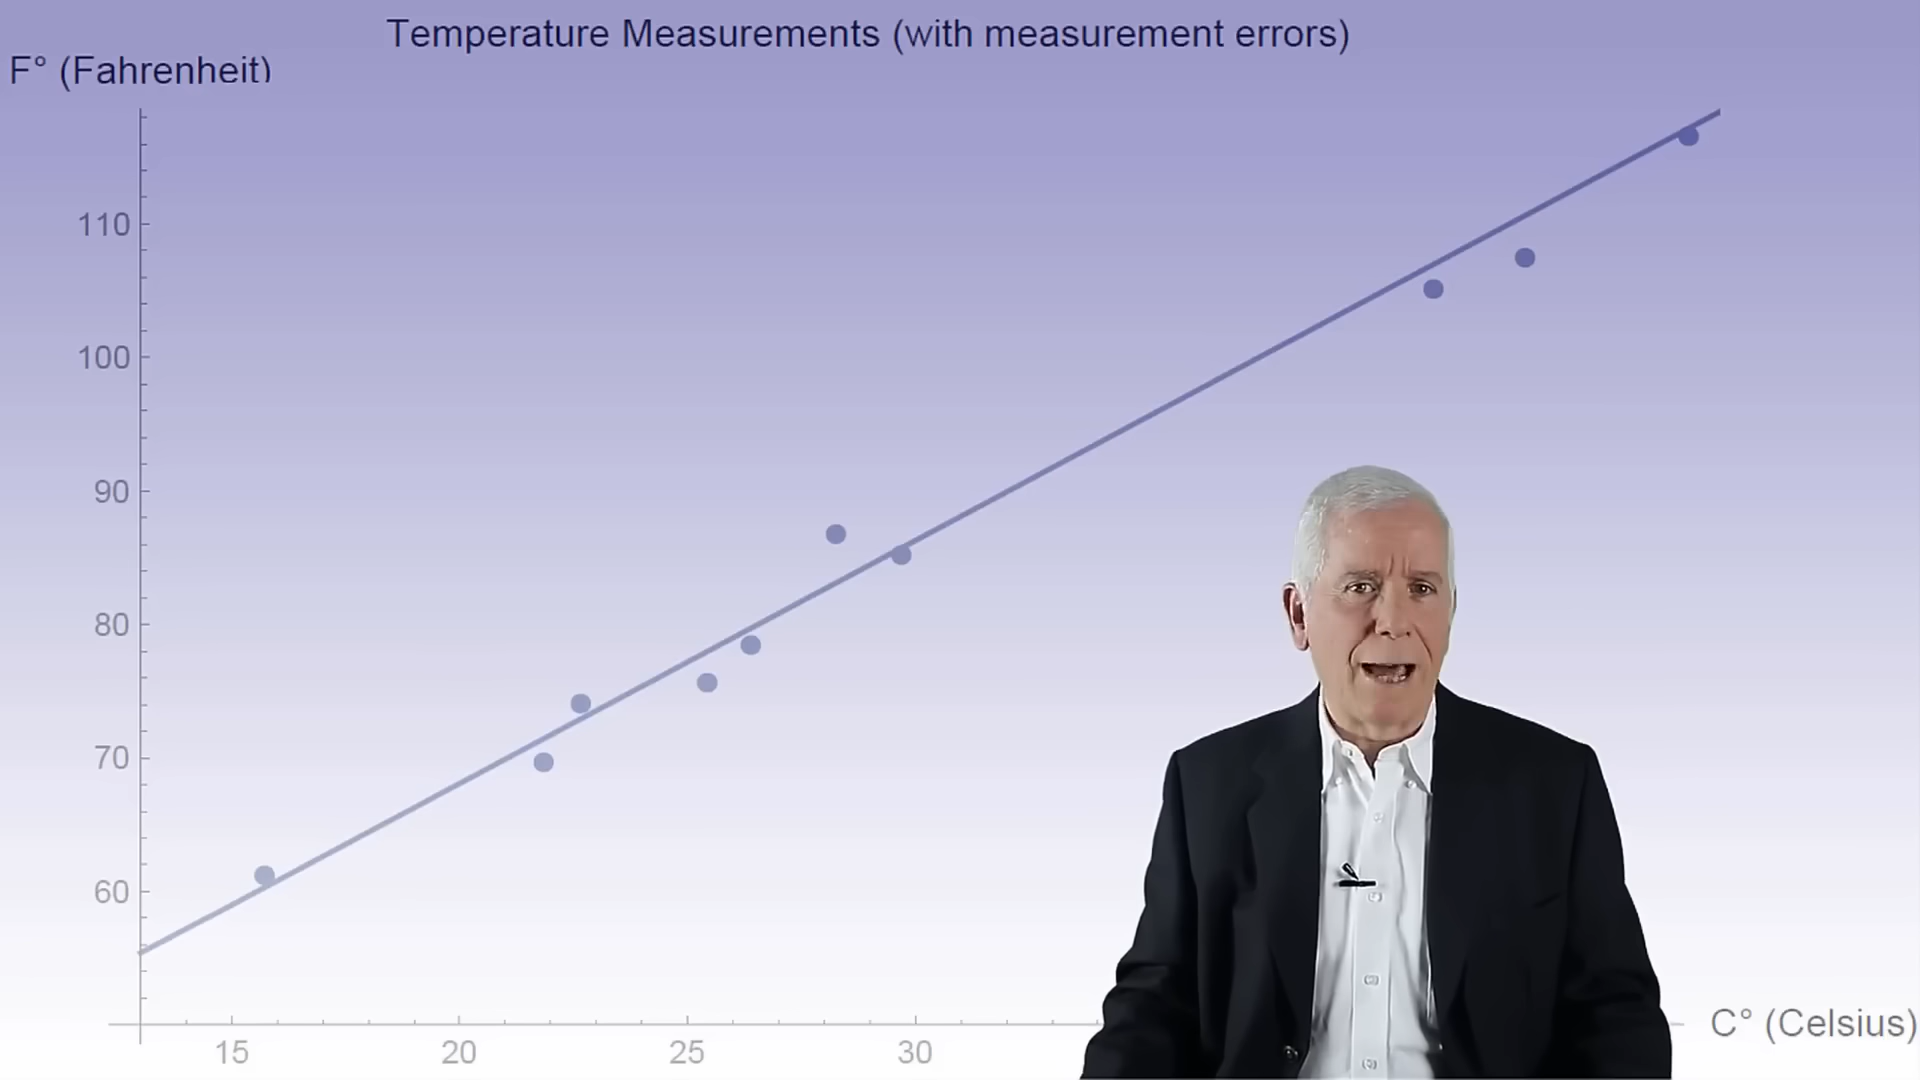 Temperature Measurements (with measurement errors)
F° (Fahrenheit)
110
100
90
80
70
60
15 20 25 30
C° (Celsius)